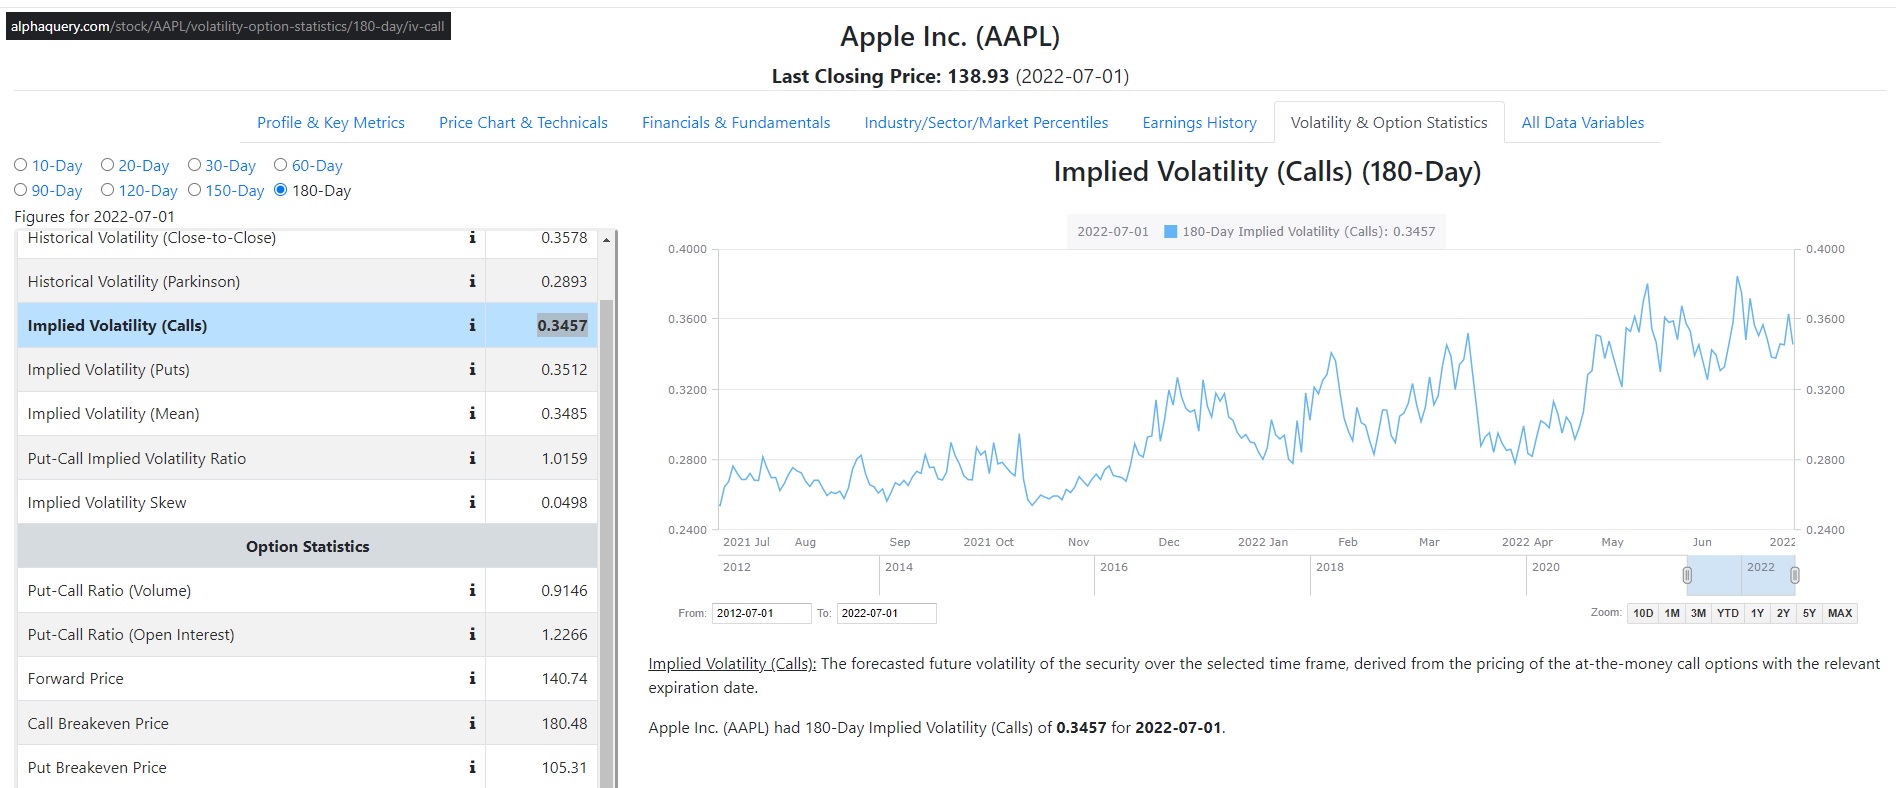 alphaquery.com/stock/AAPL/volatility-option-statistics/180-day/iv-call
Apple Inc. (AAPL)
Last Closing Price: 138.93 (2022-07-01)
Profile & Key Metrics Price Chart & Technicals Financials & Fundamentals Industry/Sector/Market Percentiles Earnings History Volatility & Option Statistics All Data Variables
10-Day 20-Day 30-Day 60-Day
90-Day 120-Day 150-Day 180-Day
Figures for 2022-07-01
Historical Volatility (Close-to-Close) i 0.3578
Historical Volatility (Parkinson) i 0.2893
Implied Volatility (Calls) i 0.3457
Implied Volatility (Puts) i 0.3512
Implied Volatility (Mean) i 0.3485
Put-Call Implied Volatility Ratio i 1.0159
Implied Volatility Skew i 0.0498
Option Statistics
Put-Call Ratio (Volume) i 0.9146
Put-Call Ratio (Open Interest) i 1.2266
Forward Price i 140.74
Call Breakeven Price i 180.48
Put Breakeven Price i 105.31
Implied Volatility (Calls) (180-Day)
2022-07-01 180-Day Implied Volatility (Calls): 0.3457
0.4000 0.4000
0.3600 0.3600
0.3200 0.3200
0.2800 0.2800
0.2400 0.2400
2021 Jul Aug Sep 2021 Oct Nov Dec 2022 Jan Feb Mar 2022 Apr May Jun 2022
2012 2014 2016 2018 2020 2022
From: 2012-07-01 To: 2022-07-01 Zoom: 10D 1M 3M YTD 1Y 2Y 5Y MAX
Implied Volatility (Calls): The forecasted future volatility of the security over the selected time frame, derived from the pricing of the at-the-money call options with the relevant
expiration date.
Apple Inc. (AAPL) had 180-Day Implied Volatility (Calls) of 0.3457 for 2022-07-01.